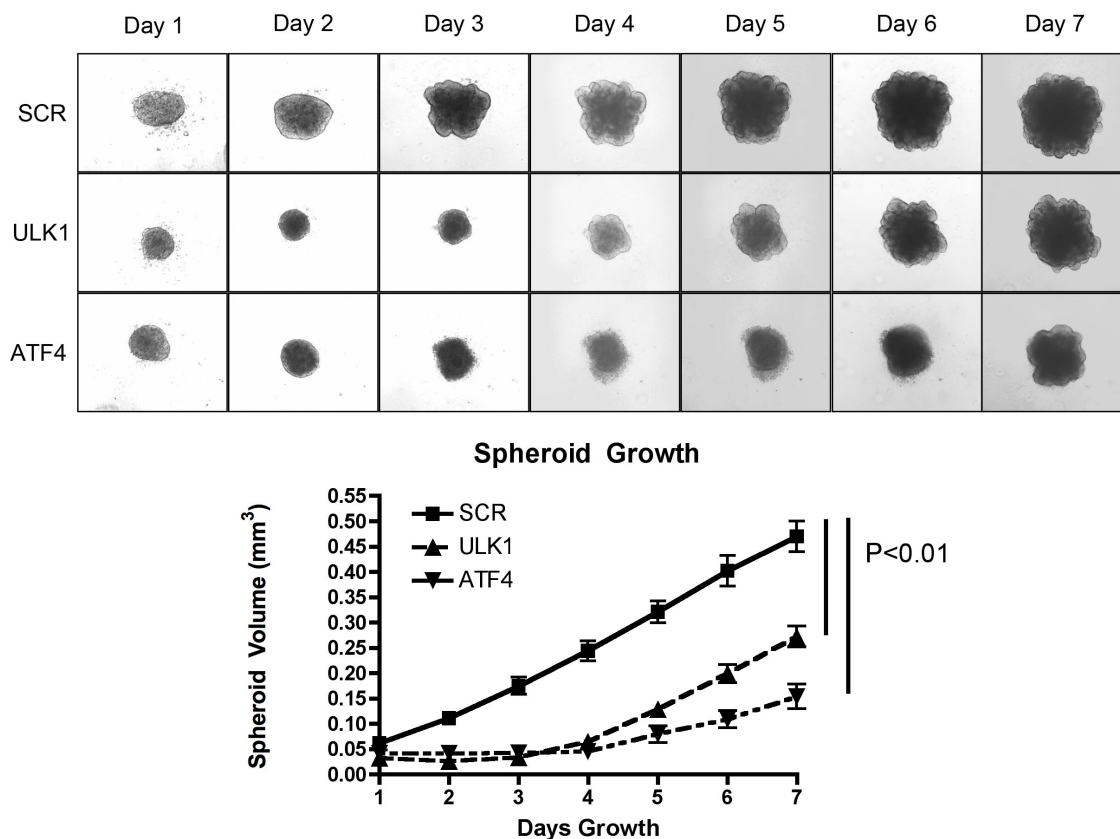 Day 1 Day 2 Day 3 Day 4 Day 5 Day 6 Day 7
SCR
ULK1
ATF4
Spheroid Growth
Spheroid Volume (mm³)
0.55
0.50
0.45
0.40
0.35
0.30
0.25
0.20
0.15
0.10
0.05
0.00
SCR
ULK1
ATF4
P<0.01
1 2 3 4 5 6 7
Days Growth